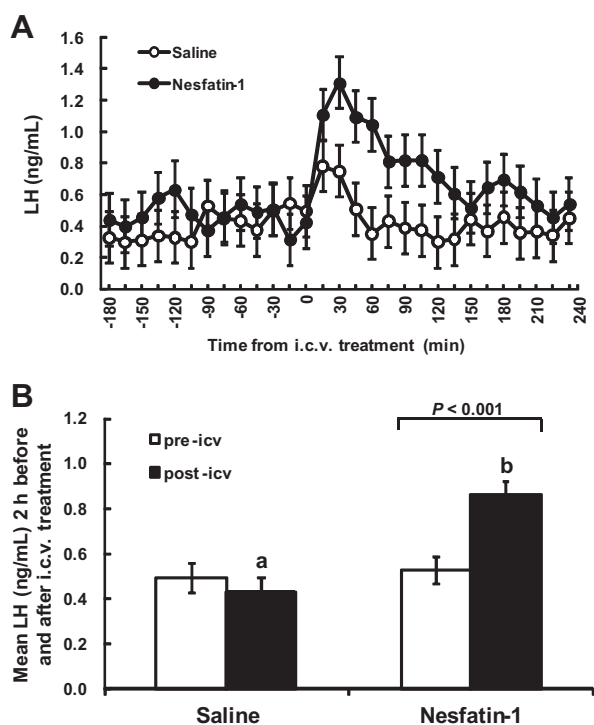 A
1.6
1.4
1.2
1.0
0.8
0.6
0.4
0.2
0.0
LH (ng/mL)
Saline
Nesfatin-1
-180
-150
-120
-90
-60
-30
0
30
60
90
120
150
180
210
240
Time from i.c.v. treatment (min)
B
1.2
1.0
0.8
0.6
0.4
0.2
0.0
Mean LH (ng/mL) 2 h before
and after i.c.v. treatment
pre-icv
post-icv
P < 0.001
a
b
Saline
Nesfatin-1